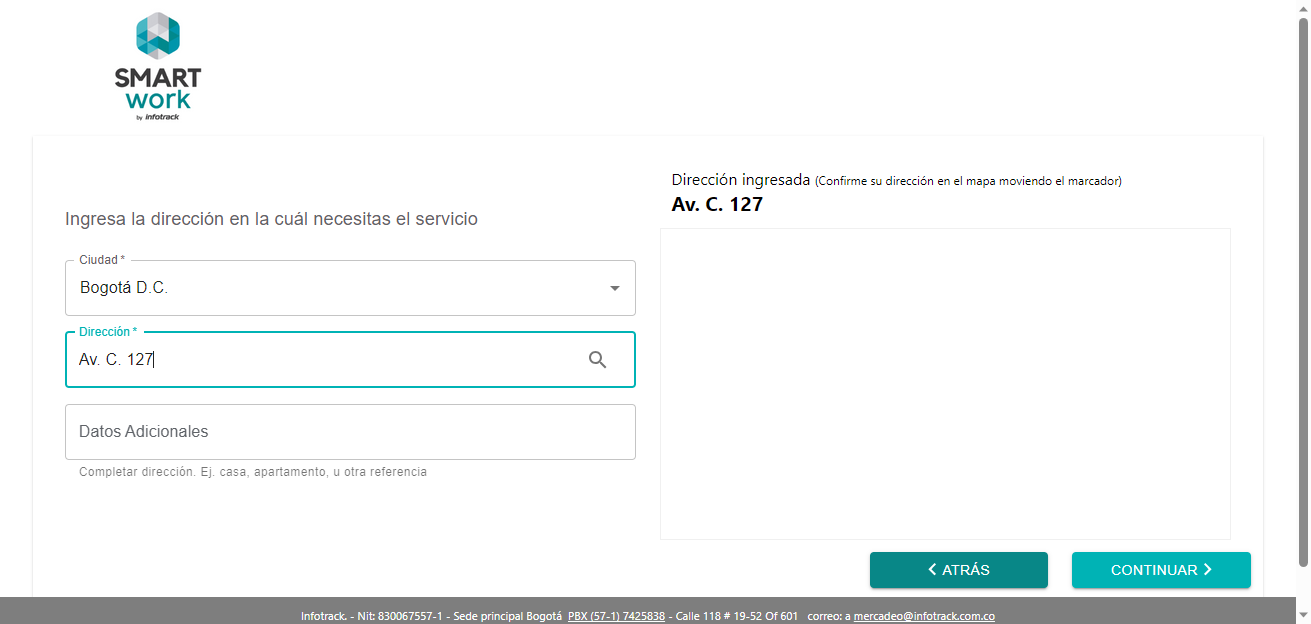 SMART
work
by infotrack
Ingresa la dirección en la cuál necesitas el servicio
Ciudad *
Bogotá D.C.
Dirección *
Av. C. 127
Datos Adicionales
Completar dirección. Ej. casa, apartamento, u otra referencia
Dirección ingresada (Confirme su dirección en el mapa moviendo el marcador)
Av. C. 127
ATRÁS
CONTINUAR
Infotrack. - Nit: 830067557-1 - Sede principal Bogotá PBX (57-1) 7425838 - Calle 118 # 19-52 Of 601 correo: a mercadeo@infotrack.com.co